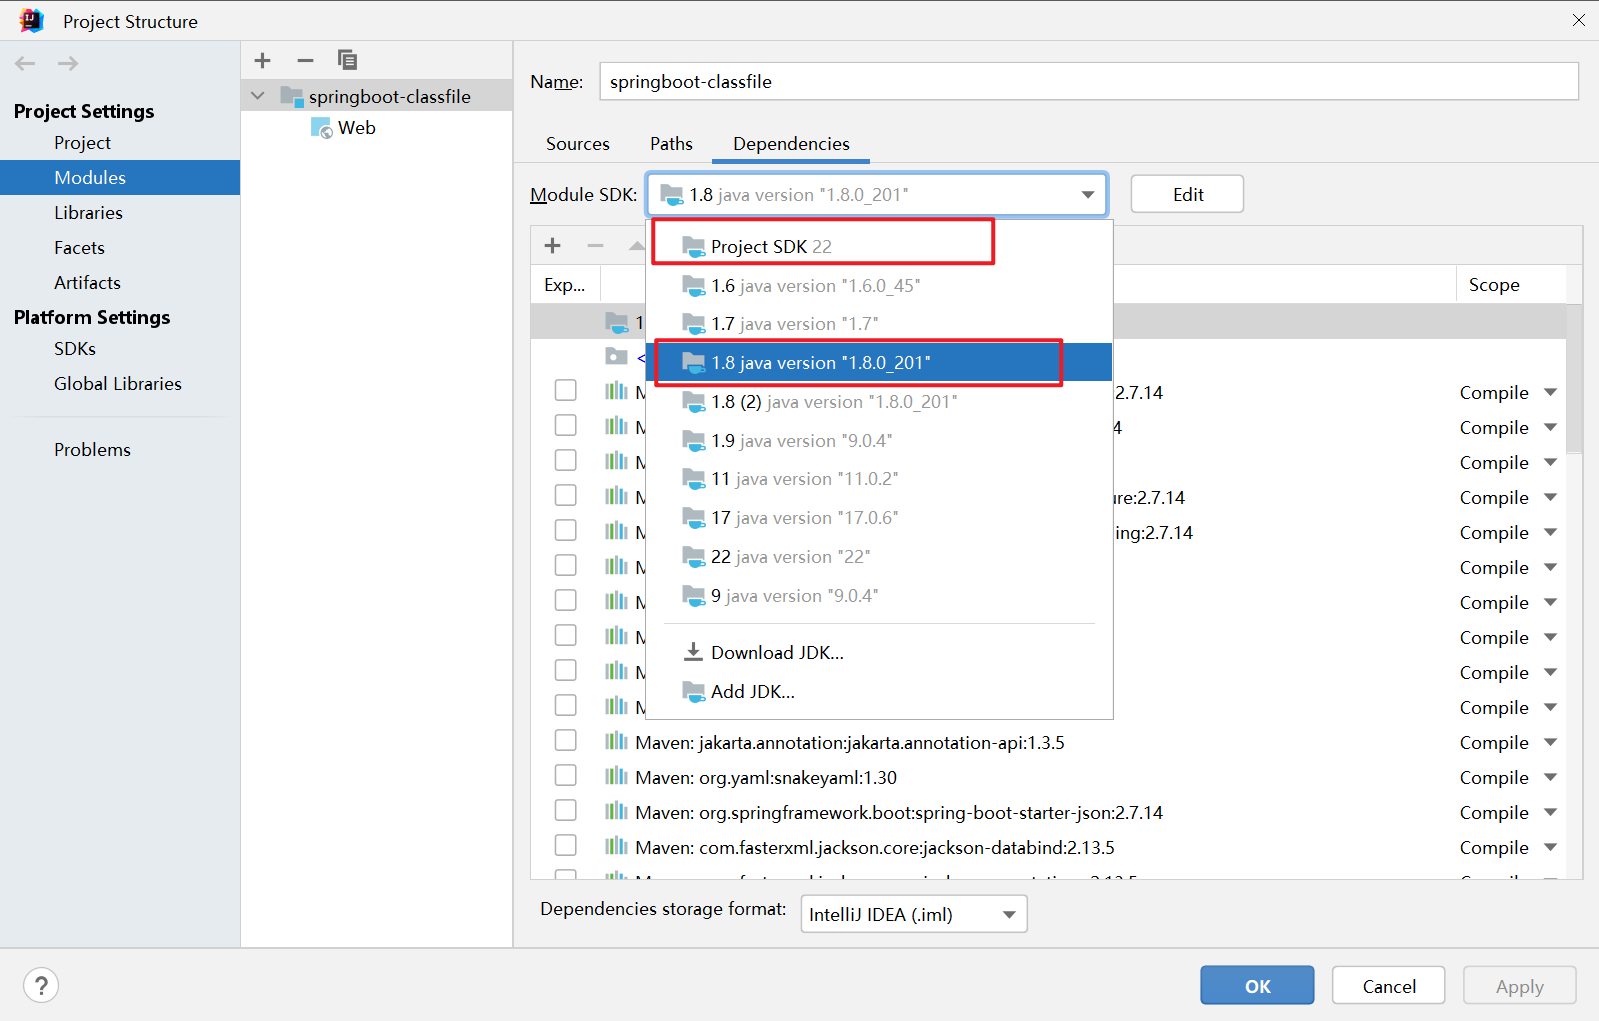 Project Structure
Project Settings
Project
Modules
Libraries
Facets
Artifacts
Platform Settings
SDKs
Global Libraries
Problems
springboot-classfile
Web
Name: springboot-classfile
Sources Paths Dependencies
Module SDK: 1.8 java version "1.8.0_201" Edit
Project SDK 22
1.6 java version "1.6.0_45"
1.7 java version "1.7"
1.8 java version "1.8.0_201"
1.8 (2) java version "1.8.0_201"
1.9 java version "9.0.4"
11 java version "11.0.2"
17 java version "17.0.6"
22 java version "22"
9 java version "9.0.4"
Download JDK...
Add JDK...
Exp... Scope
1
<
M 2.7.14 Compile
M 4 Compile
M Compile
M ure:2.7.14 Compile
M ing:2.7.14 Compile
M Compile
M Compile
M Compile
M Compile
M Compile
Maven: jakarta.annotation:jakarta.annotation-api:1.3.5 Compile
Maven: org.yaml:snakeyaml:1.30 Compile
Maven: org.springframework.boot:spring-boot-starter-json:2.7.14 Compile
Maven: com.fasterxml.jackson.core:jackson-databind:2.13.5 Compile
Dependencies storage format: IntelliJ IDEA (.iml)
? OK Cancel Apply